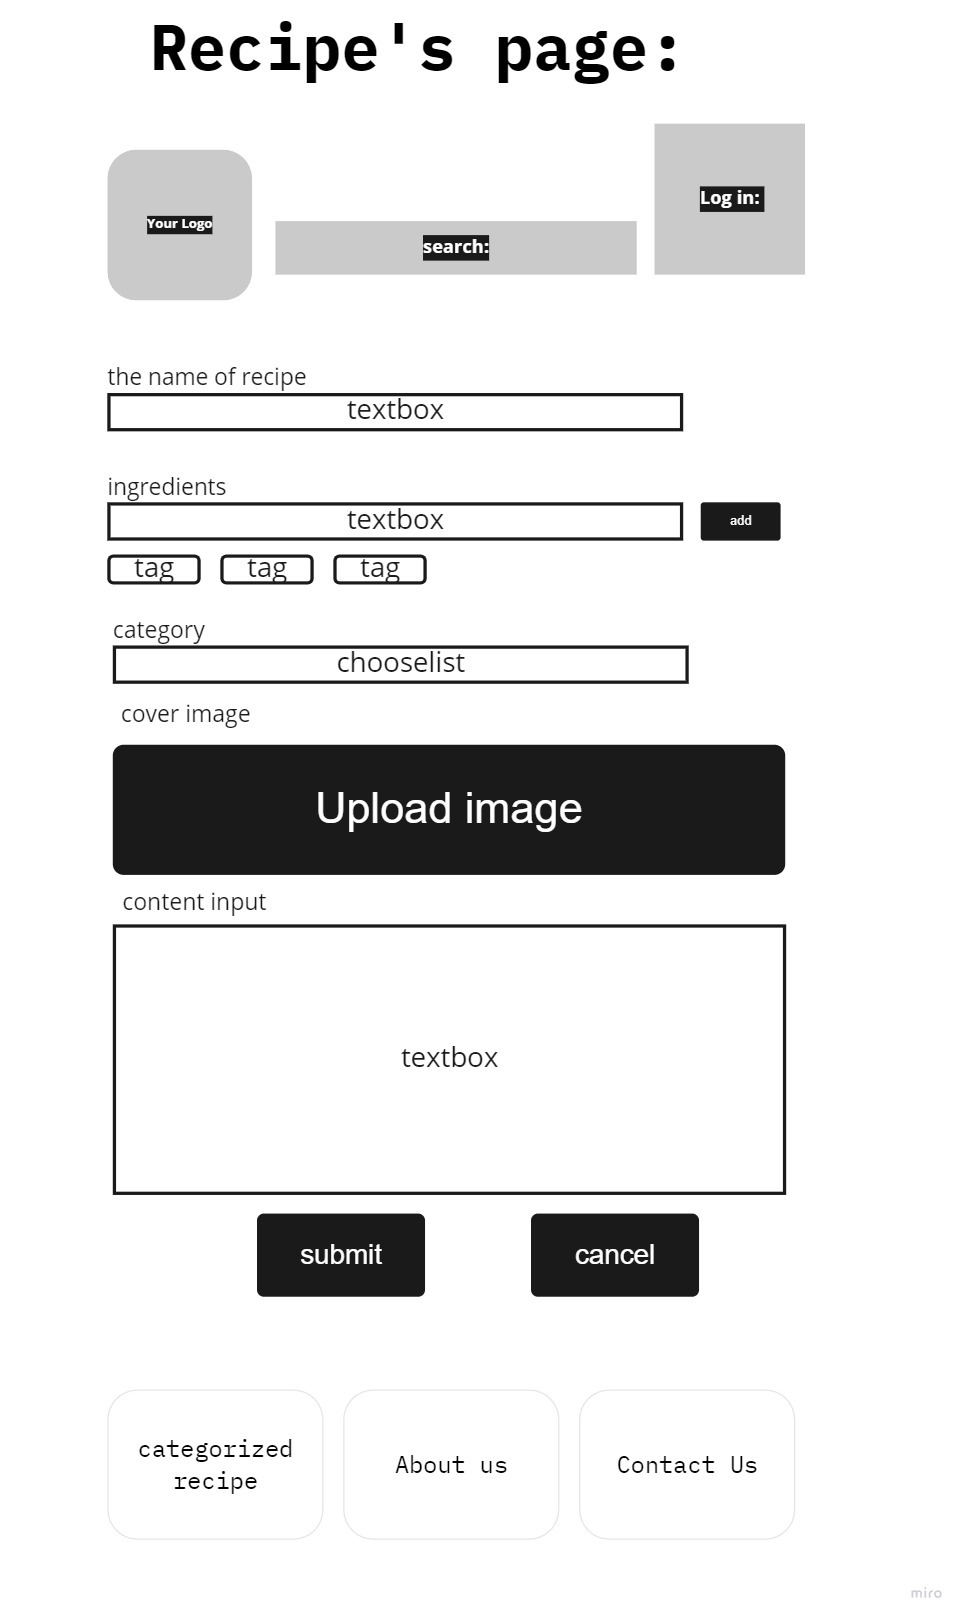 Recipe's page:
Your Logo
search:
Log in:
the name of recipe
textbox
ingredients
textbox
add
tag
tag
tag
category
chooselist
cover image
Upload image
content input
textbox
submit
cancel
categorized
recipe
About us
Contact Us
miro